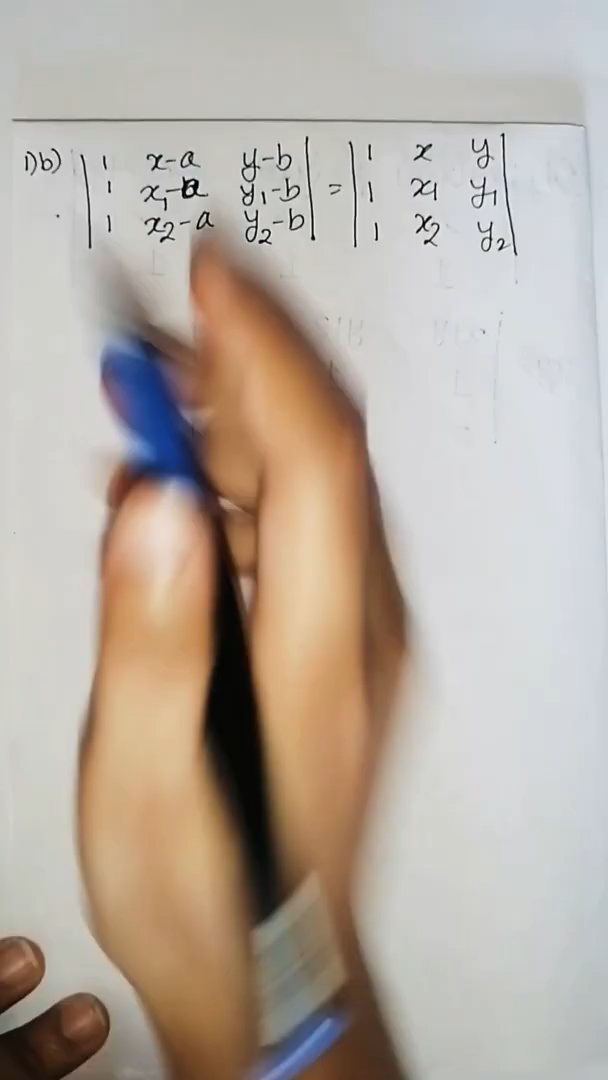 1)b) | 1 x-a y-b | = | 1 x y |
| 1 x₁-a y₁-b | | 1 x₁ y₁ |
| 1 x₂-a y₂-b | | 1 x₂ y₂ |